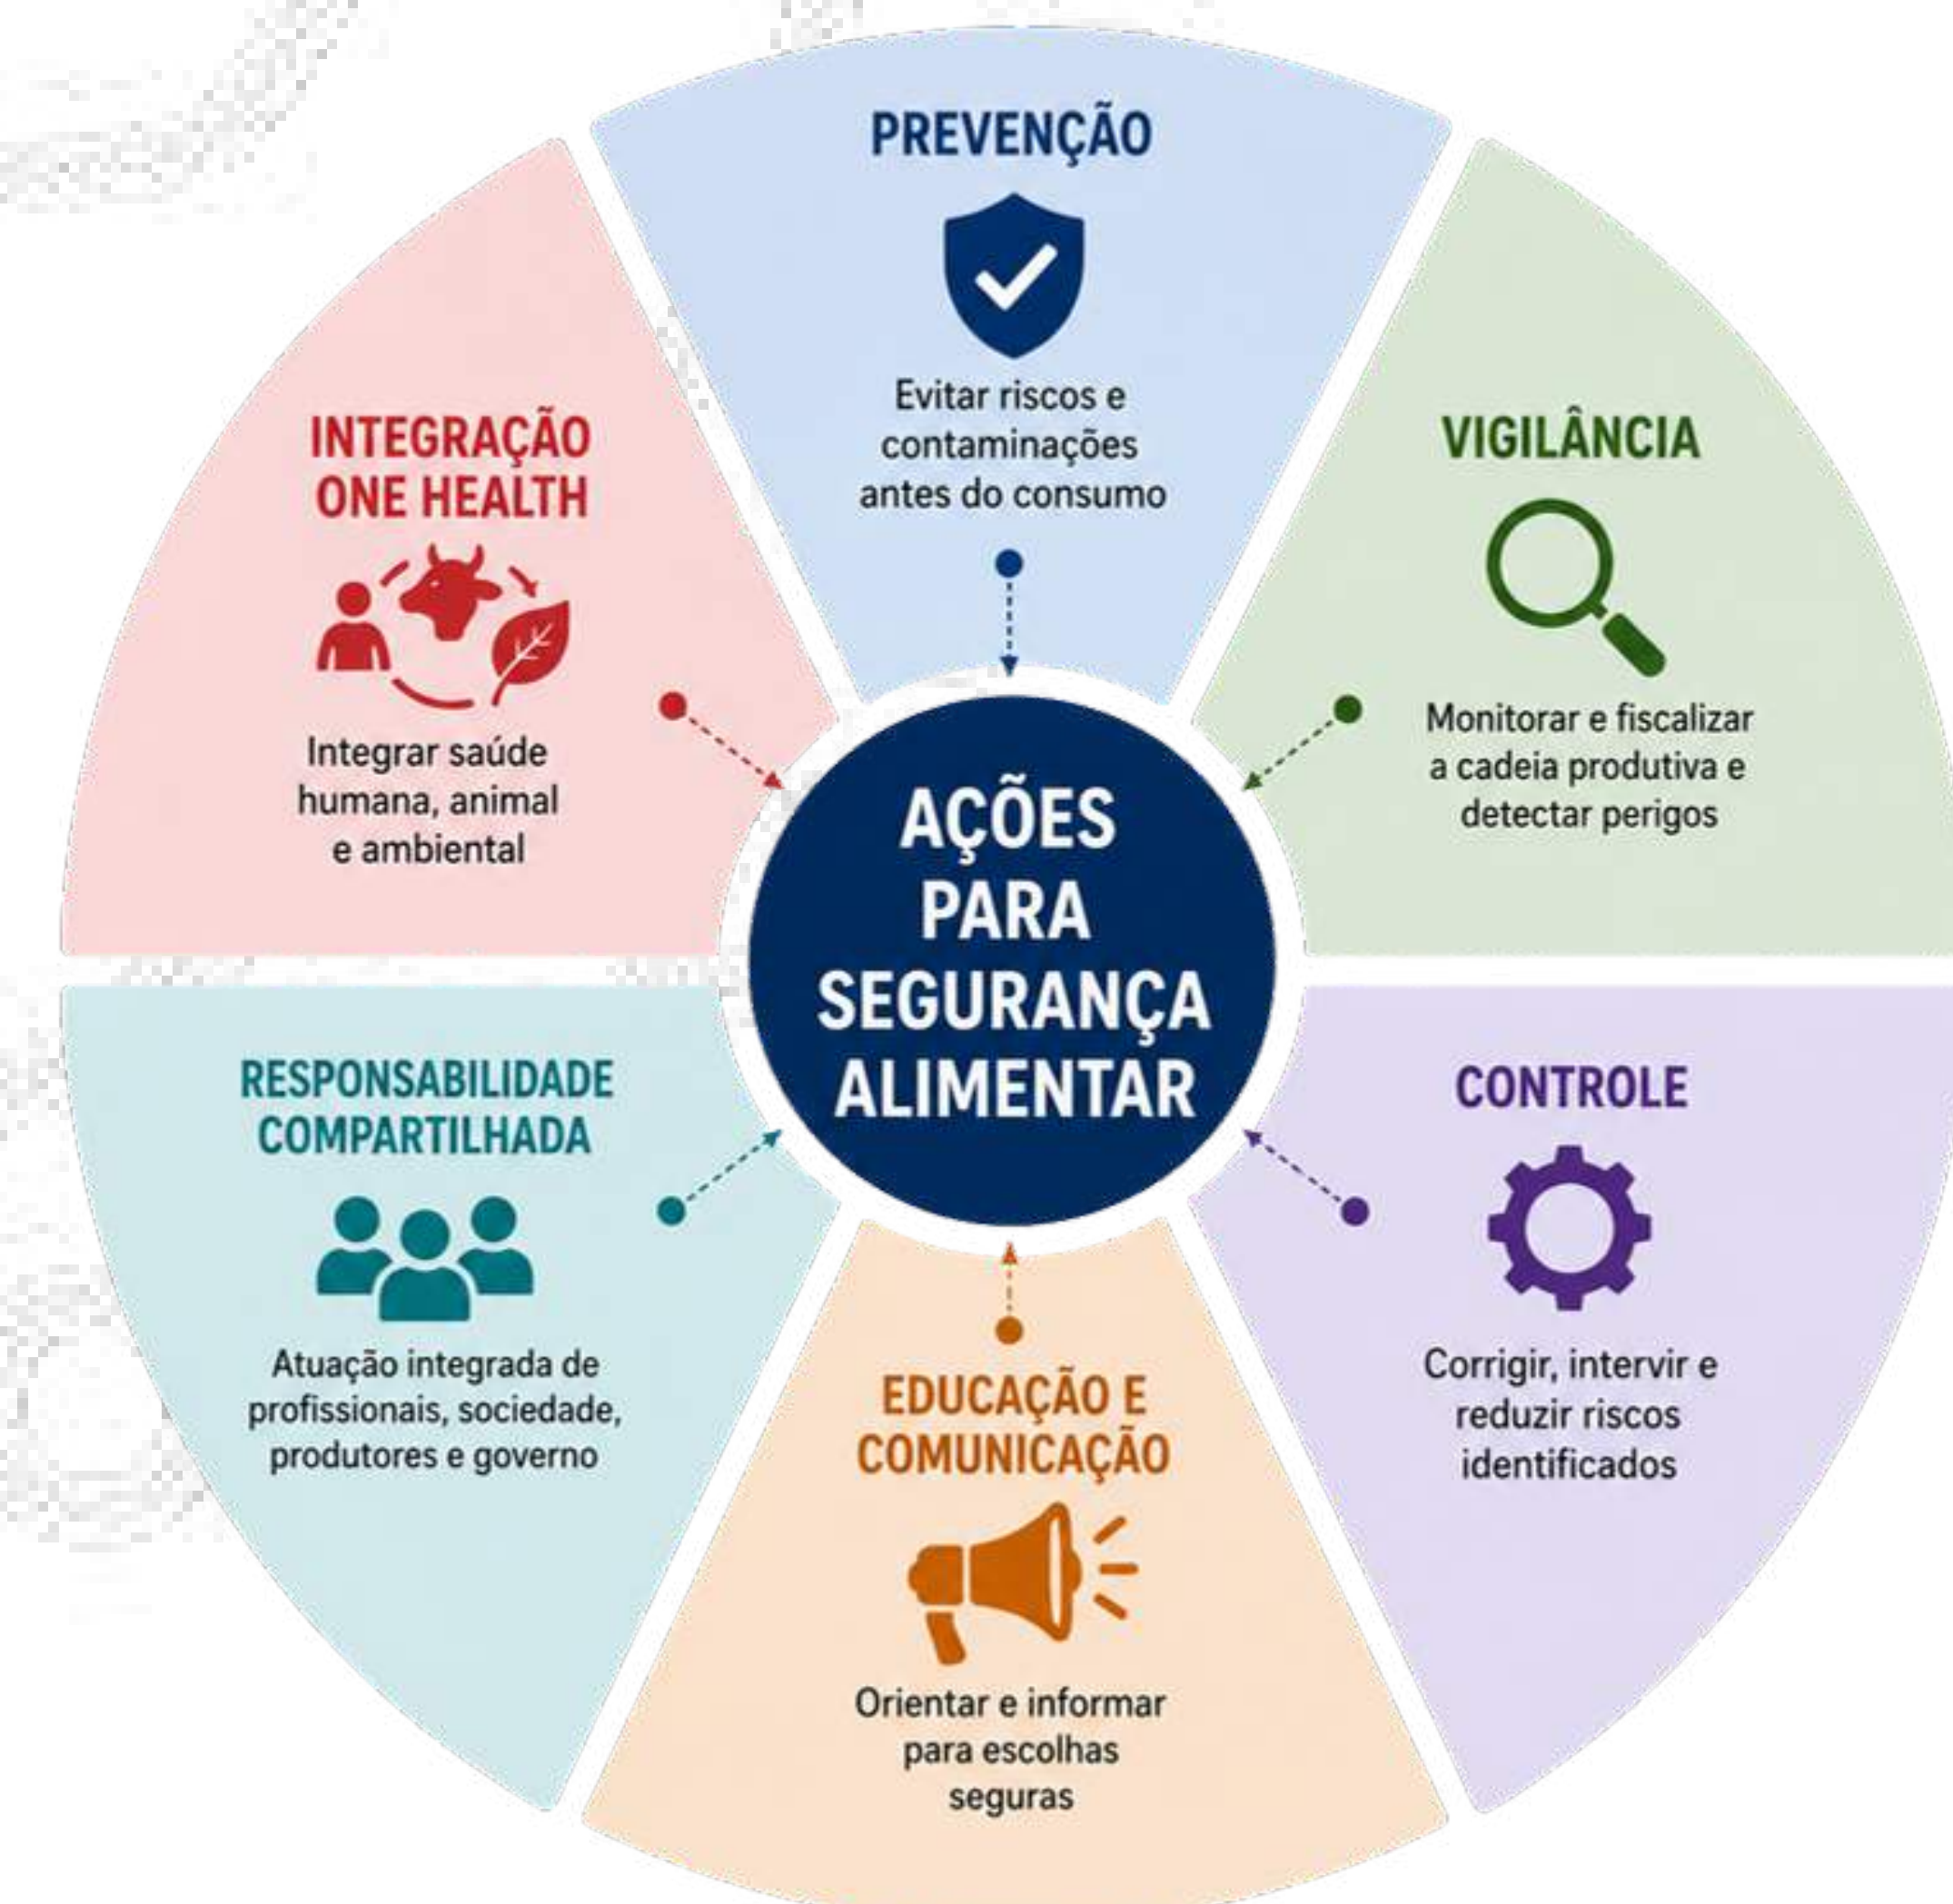 PREVENÇÃO
Evitar riscos e
contaminações
antes do consumo
VIGILÂNCIA
Monitorar e fiscalizar
a cadeia produtiva e
detectar perigos
CONTROLE
Corrigir, intervir e
reduzir riscos
identificados
EDUCAÇÃO E
COMUNICAÇÃO
Orientar e informar
para escolhas
seguras
RESPONSABILIDADE
COMPARTILHADA
Atuação integrada de
profissionais, sociedade,
produtores e governo
INTEGRAÇÃO
ONE HEALTH
Integrar saúde
humana, animal
e ambiental
AÇÕES
PARA
SEGURANÇA
ALIMENTAR